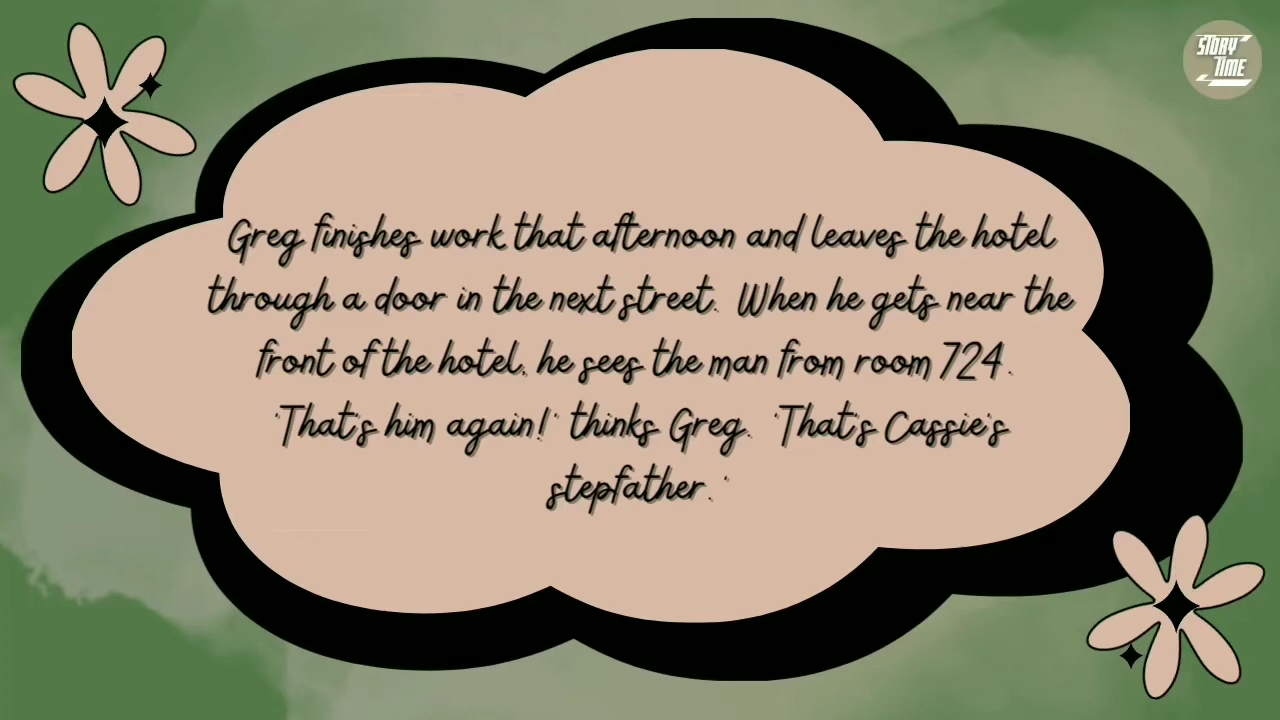 STORY
TIME
Greg finishes work that afternoon and leaves the hotel
through a door in the next street. When he gets near the
front of the hotel, he sees the man from room 724.
'That's him again!' thinks Greg. 'That's Cassie's
stepfather.'